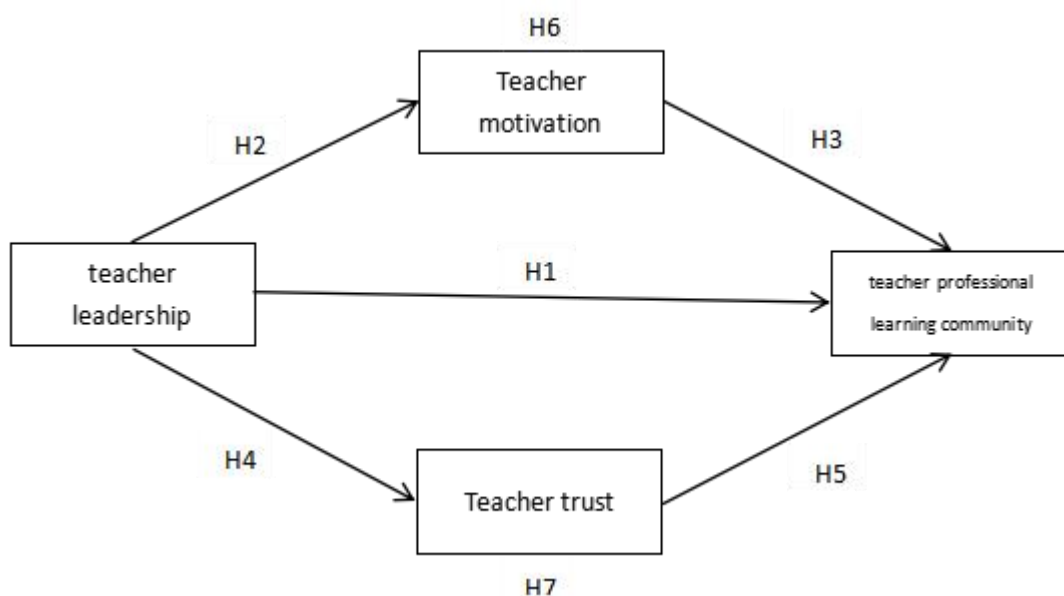 H6
Teacher
motivation
H2
H3
teacher
leadership
H1
teacher professional
learning community
H4
Teacher trust
H5
H7